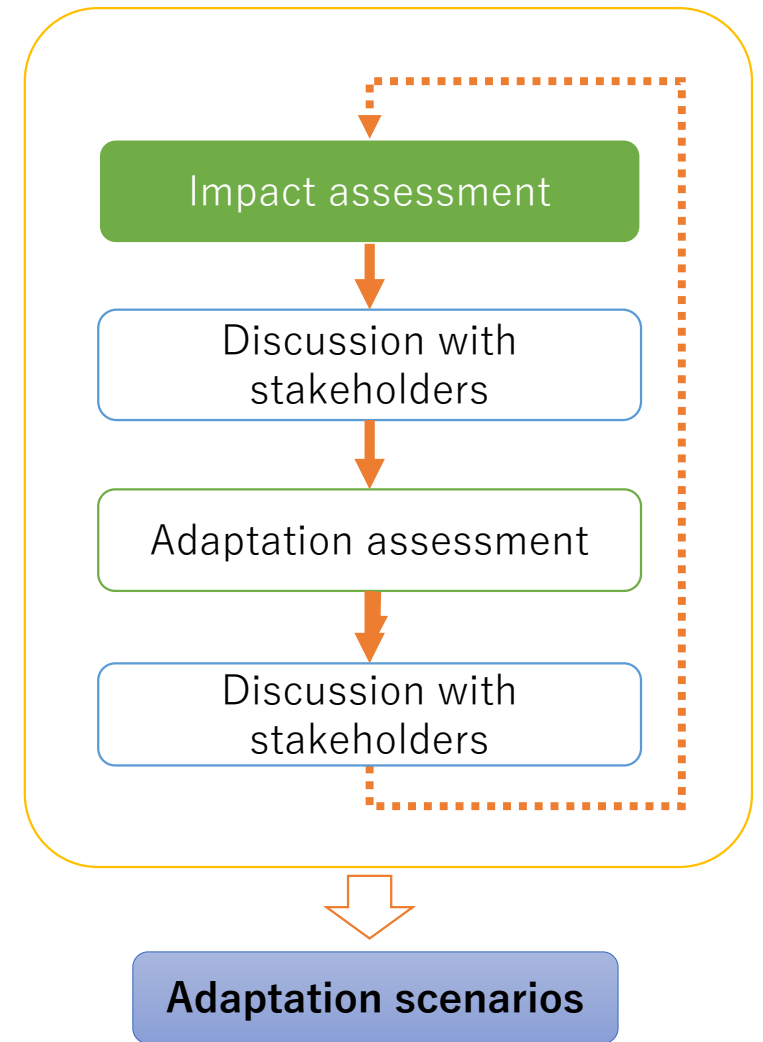 Impact assessment
Discussion with
stakeholders
Adaptation assessment
Discussion with
stakeholders
Adaptation scenarios